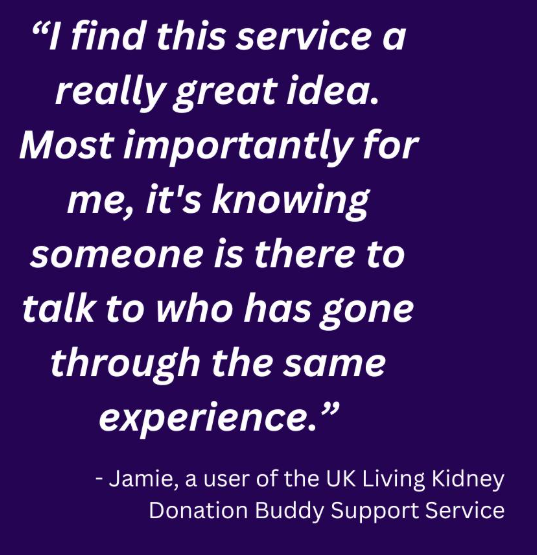 “I find this service a
really great idea.
Most importantly for
me, it's knowing
someone is there to
talk to who has gone
through the same
experience.”
- Jamie, a user of the UK Living Kidney
Donation Buddy Support Service